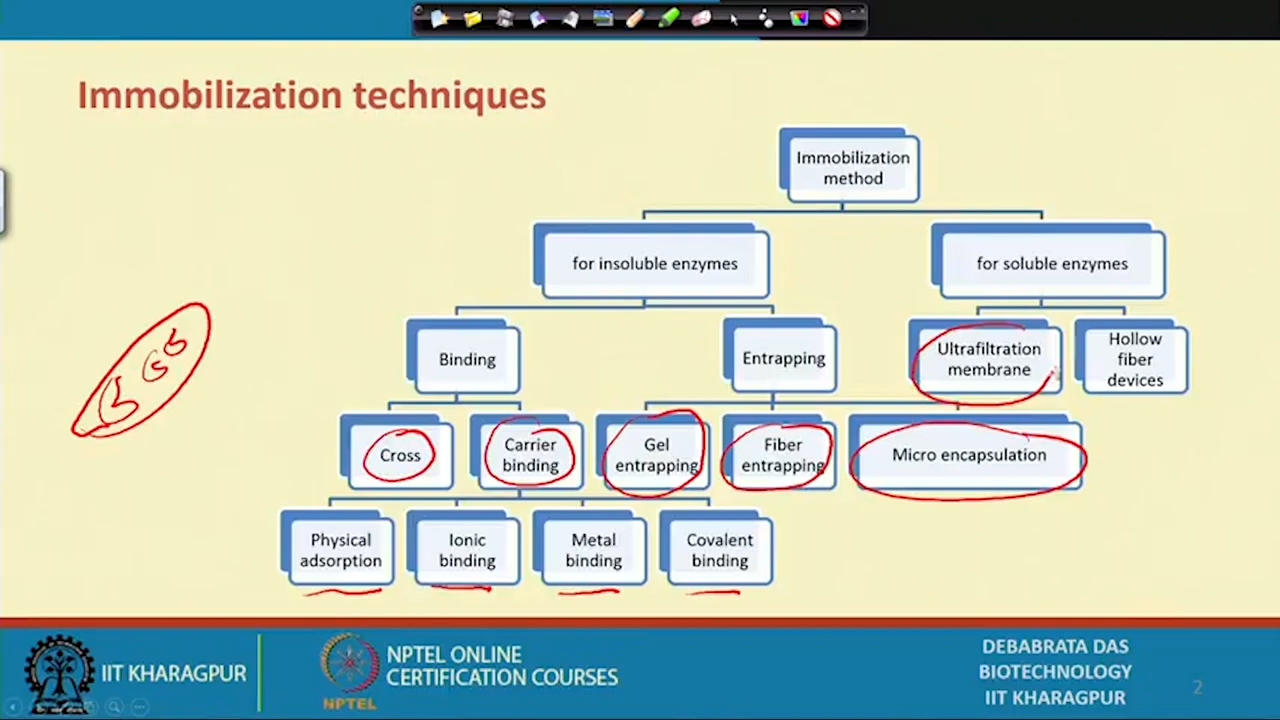 Immobilization techniques
Immobilization
method
for insoluble enzymes
for soluble enzymes
Binding
Entrapping
Ultrafiltration
membrane
Hollow
fiber
devices
Cross
Carrier
binding
Gel
entrapping
Fiber
entrapping
Micro encapsulation
Physical
adsorption
Ionic
binding
Metal
binding
Covalent
binding
IIT KHARAGPUR
NPTEL
NPTEL ONLINE
CERTIFICATION COURSES
DEBABRATA DAS
BIOTECHNOLOGY
IIT KHARAGPUR
2